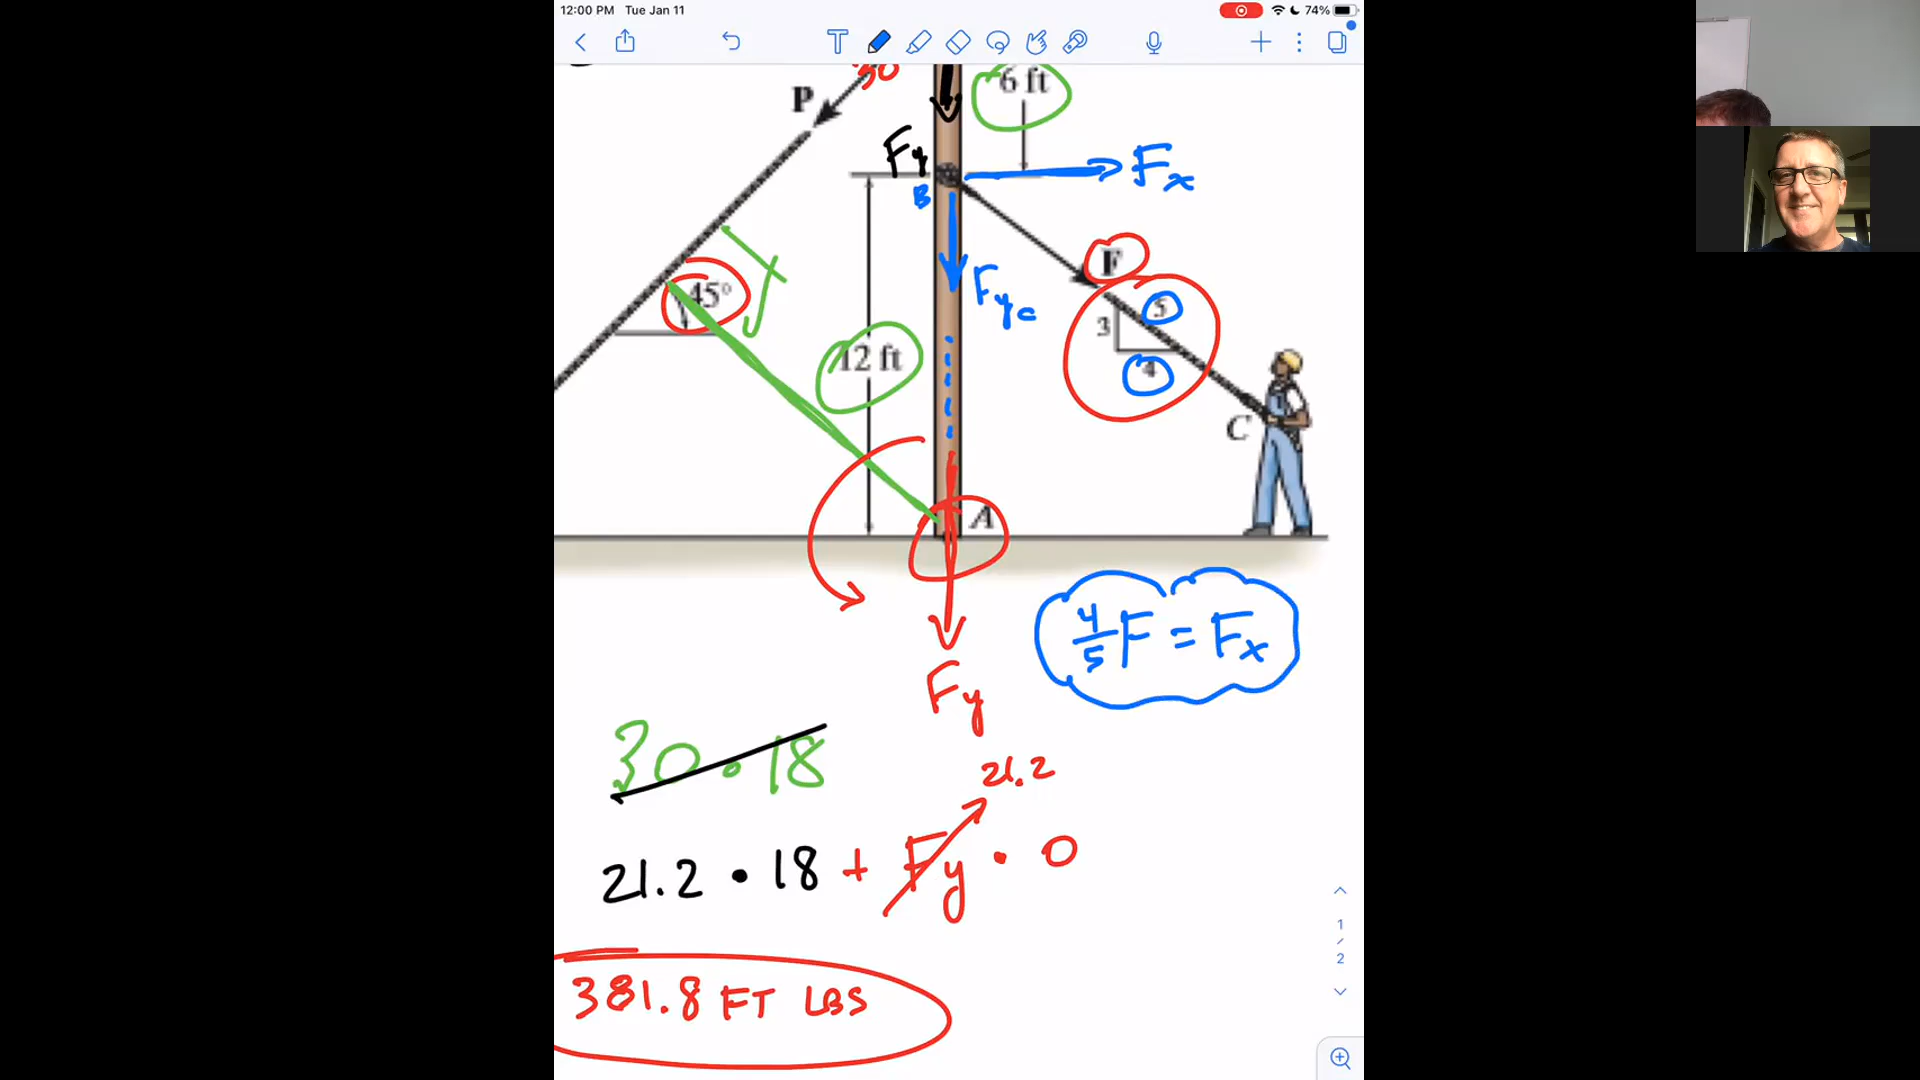 12:00 PM Tue Jan 11
74%
30
P
6 ft
Fy
Fx
B
F
45°
Fyc
5
3
12 ft
4
C
A
4/5 F = Fx
Fy
30 • 18
21.2
21.2 • 18 + Fy • 0
1
/
2
381.8 FT LBS